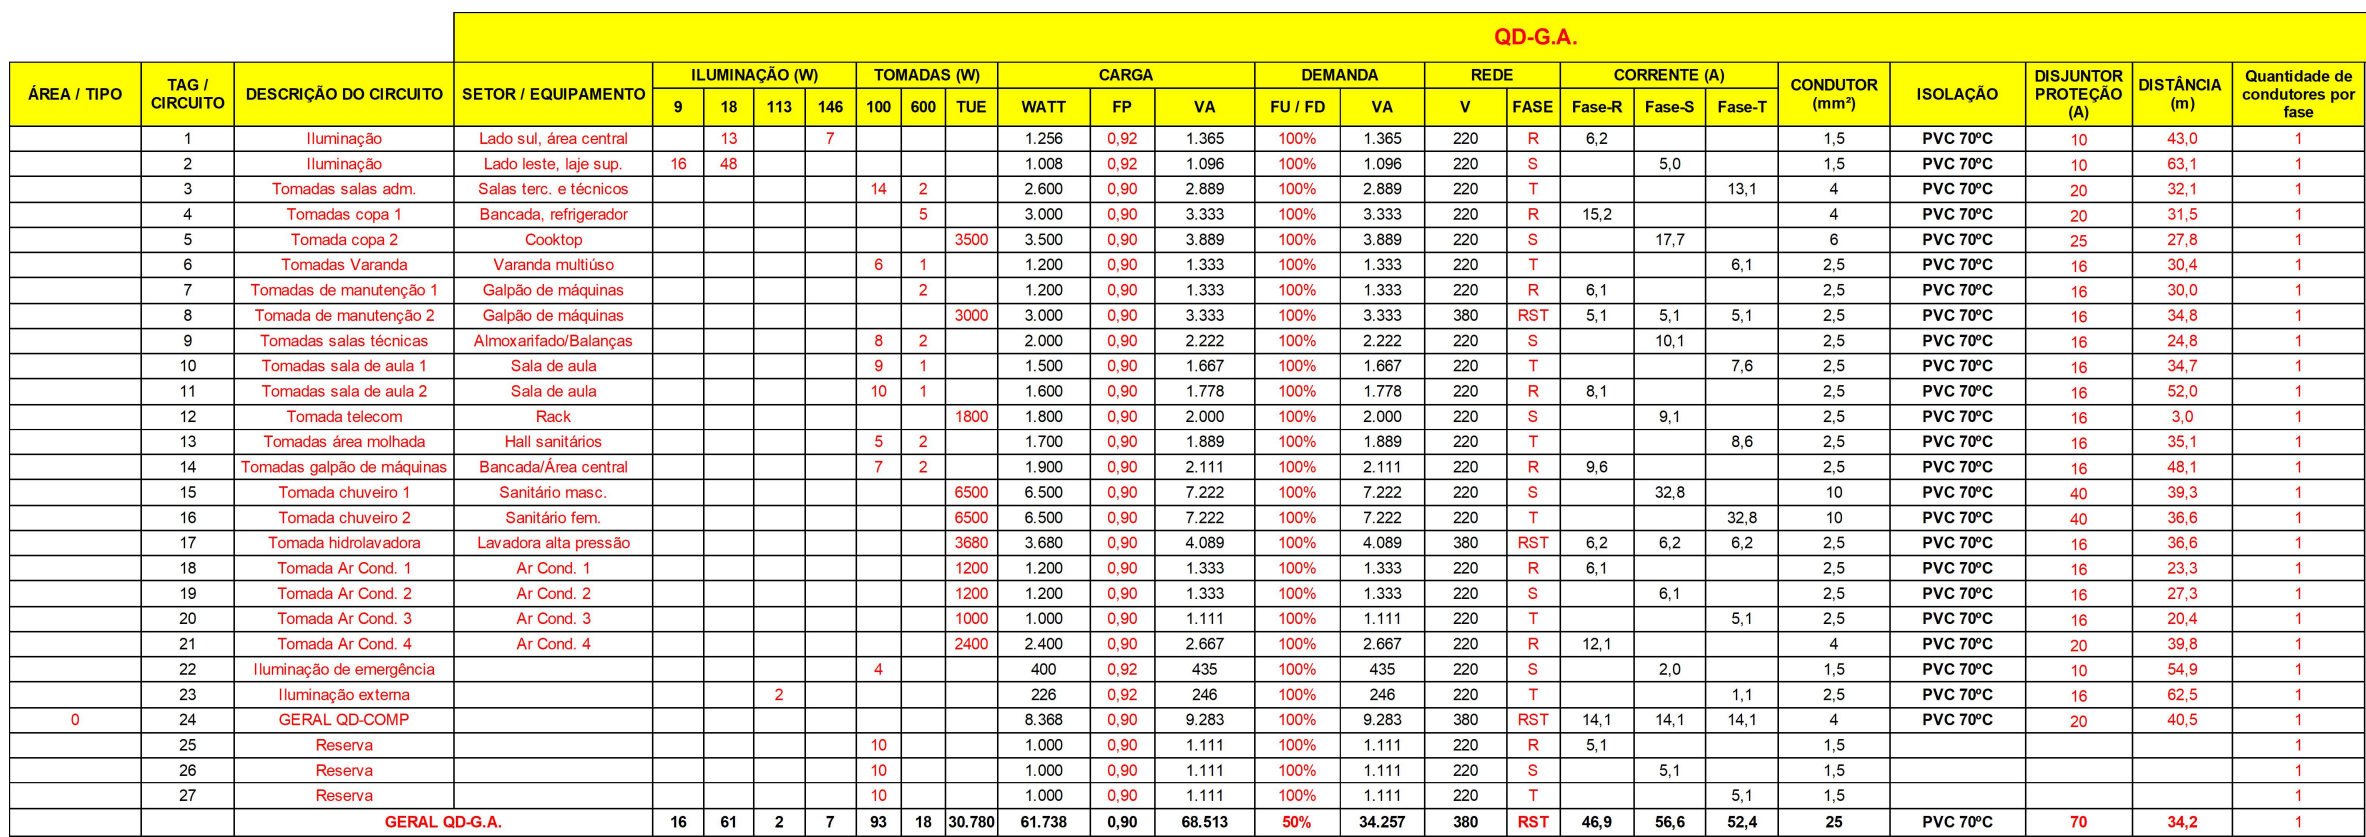 QD-G.A.
ÁREA / TIPO TAG / CIRCUITO DESCRIÇÃO DO CIRCUITO SETOR / EQUIPAMENTO ILUMINAÇÃO (W) TOMADAS (W) CARGA DEMANDA REDE CORRENTE (A) CONDUTOR (mm²) ISOLAÇÃO DISJUNTOR PROTEÇÃO (A) DISTÂNCIA (m) Quantidade de condutores por fase
9 18 113 146 100 600 TUE WATT FP VA FU / FD VA V FASE Fase-R Fase-S Fase-T
1 Iluminação Lado sul, área central 13 7 1.256 0,92 1.365 100% 1.365 220 R 6,2 1,5 PVC 70ºC 10 43,0 1
2 Iluminação Lado leste, laje sup. 16 48 1.008 0,92 1.096 100% 1.096 220 S 5,0 1,5 PVC 70ºC 10 63,1 1
3 Tomadas salas adm. Salas terc. e técnicos 14 2 2.600 0,90 2.889 100% 2.889 220 T 13,1 4 PVC 70ºC 20 32,1 1
4 Tomadas copa 1 Bancada, refrigerador 5 3.000 0,90 3.333 100% 3.333 220 R 15,2 4 PVC 70ºC 20 31,5 1
5 Tomada copa 2 Cooktop 3500 3.500 0,90 3.889 100% 3.889 220 S 17,7 6 PVC 70ºC 25 27,8 1
6 Tomadas Varanda Varanda multiúso 6 1 1.200 0,90 1.333 100% 1.333 220 T 6,1 2,5 PVC 70ºC 16 30,4 1
7 Tomadas de manutenção 1 Galpão de máquinas 2 1.200 0,90 1.333 100% 1.333 220 R 6,1 2,5 PVC 70ºC 16 30,0 1
8 Tomada de manutenção 2 Galpão de máquinas 3000 3.000 0,90 3.333 100% 3.333 380 RST 5,1 5,1 5,1 2,5 PVC 70ºC 16 34,8 1
9 Tomadas salas técnicas Almoxarifado/Balanças 8 2 2.000 0,90 2.222 100% 2.222 220 S 10,1 2,5 PVC 70ºC 16 24,8 1
10 Tomadas sala de aula 1 Sala de aula 9 1 1.500 0,90 1.667 100% 1.667 220 T 7,6 2,5 PVC 70ºC 16 34,7 1
11 Tomadas sala de aula 2 Sala de aula 10 1 1.600 0,90 1.778 100% 1.778 220 R 8,1 2,5 PVC 70ºC 16 52,0 1
12 Tomada telecom Rack 1800 1.800 0,90 2.000 100% 2.000 220 S 9,1 2,5 PVC 70ºC 16 3,0 1
13 Tomadas área molhada Hall sanitários 5 2 1.700 0,90 1.889 100% 1.889 220 T 8,6 2,5 PVC 70ºC 16 35,1 1
14 Tomadas galpão de máquinas Bancada/Área central 7 2 1.900 0,90 2.111 100% 2.111 220 R 9,6 2,5 PVC 70ºC 16 48,1 1
15 Tomada chuveiro 1 Sanitário masc. 6500 6.500 0,90 7.222 100% 7.222 220 S 32,8 10 PVC 70ºC 40 39,3 1
16 Tomada chuveiro 2 Sanitário fem. 6500 6.500 0,90 7.222 100% 7.222 220 T 32,8 10 PVC 70ºC 40 36,6 1
17 Tomada hidrolavadora Lavadora alta pressão 3680 3.680 0,90 4.089 100% 4.089 380 RST 6,2 6,2 6,2 2,5 PVC 70ºC 16 36,6 1
18 Tomada Ar Cond. 1 Ar Cond. 1 1200 1.200 0,90 1.333 100% 1.333 220 R 6,1 2,5 PVC 70ºC 16 23,3 1
19 Tomada Ar Cond. 2 Ar Cond. 2 1200 1.200 0,90 1.333 100% 1.333 220 S 6,1 2,5 PVC 70ºC 16 27,3 1
20 Tomada Ar Cond. 3 Ar Cond. 3 1000 1.000 0,90 1.111 100% 1.111 220 T 5,1 2,5 PVC 70ºC 16 20,4 1
21 Tomada Ar Cond. 4 Ar Cond. 4 2400 2.400 0,90 2.667 100% 2.667 220 R 12,1 4 PVC 70ºC 20 39,8 1
22 Iluminação de emergência 4 400 0,92 435 100% 435 220 S 2,0 1,5 PVC 70ºC 10 54,9 1
23 Iluminação externa 2 226 0,92 246 100% 246 220 T 1,1 2,5 PVC 70ºC 16 62,5 1
0 24 GERAL QD-COMP 8.368 0,90 9.283 100% 9.283 380 RST 14,1 14,1 14,1 4 PVC 70ºC 20 40,5 1
25 Reserva 10 1.000 0,90 1.111 100% 1.111 220 R 5,1 1,5 1
26 Reserva 10 1.000 0,90 1.111 100% 1.111 220 S 5,1 1,5 1
27 Reserva 10 1.000 0,90 1.111 100% 1.111 220 T 5,1 1,5 1
GERAL QD-G.A. 16 61 2 7 93 18 30.780 61.738 0,90 68.513 50% 34.257 380 RST 46,9 56,6 52,4 25 PVC 70ºC 70 34,2 1